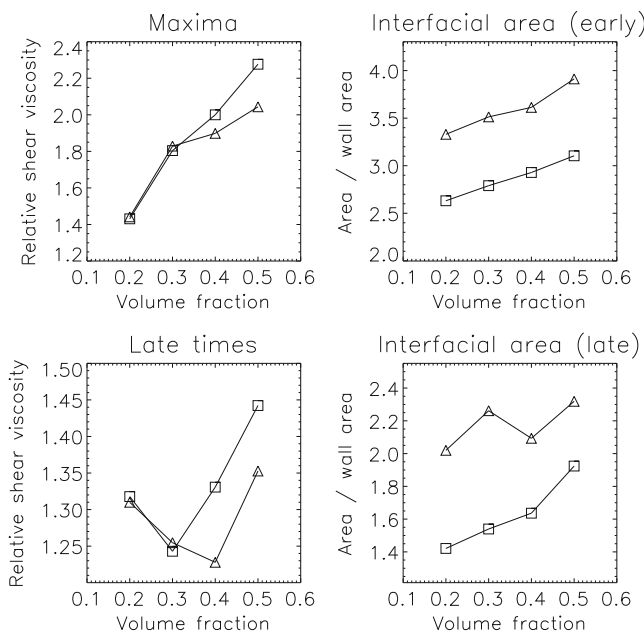 Maxima
Relative shear viscosity
2.4
2.2
2.0
1.8
1.6
1.4
1.2
0.1 0.2 0.3 0.4 0.5 0.6
Volume fraction
Interfacial area (early)
Area / wall area
4.0
3.5
3.0
2.5
2.0
0.1 0.2 0.3 0.4 0.5 0.6
Volume fraction
Late times
Relative shear viscosity
1.50
1.45
1.40
1.35
1.30
1.25
0.1 0.2 0.3 0.4 0.5 0.6
Volume fraction
Interfacial area (late)
Area / wall area
2.4
2.2
2.0
1.8
1.6
1.4
0.1 0.2 0.3 0.4 0.5 0.6
Volume fraction